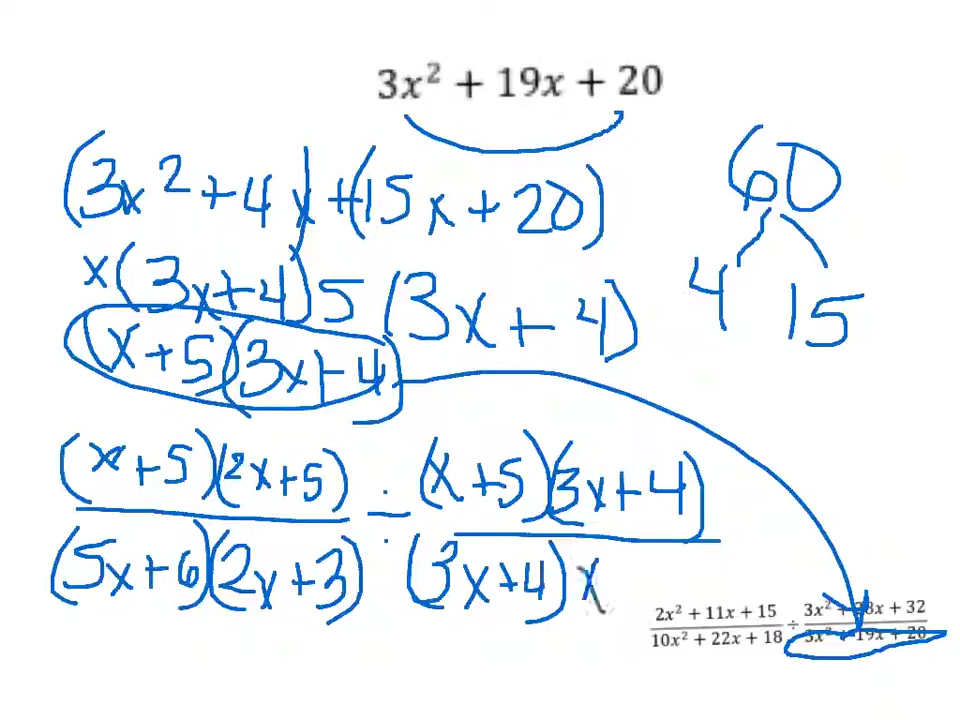 3x² + 19x + 20
(3x² + 4x) + (15x + 20)
60
4 15
x(3x+4) 5(3x+4)
(x+5)(3x+4)
(x+5)(2x+5) ÷ (x+5)(3x+4)
(5x+6)(2x+3) (3x+4) x
2x² + 11x + 15 ÷ 3x² + 28x + 32
10x² + 22x + 18 3x² + 19x + 20